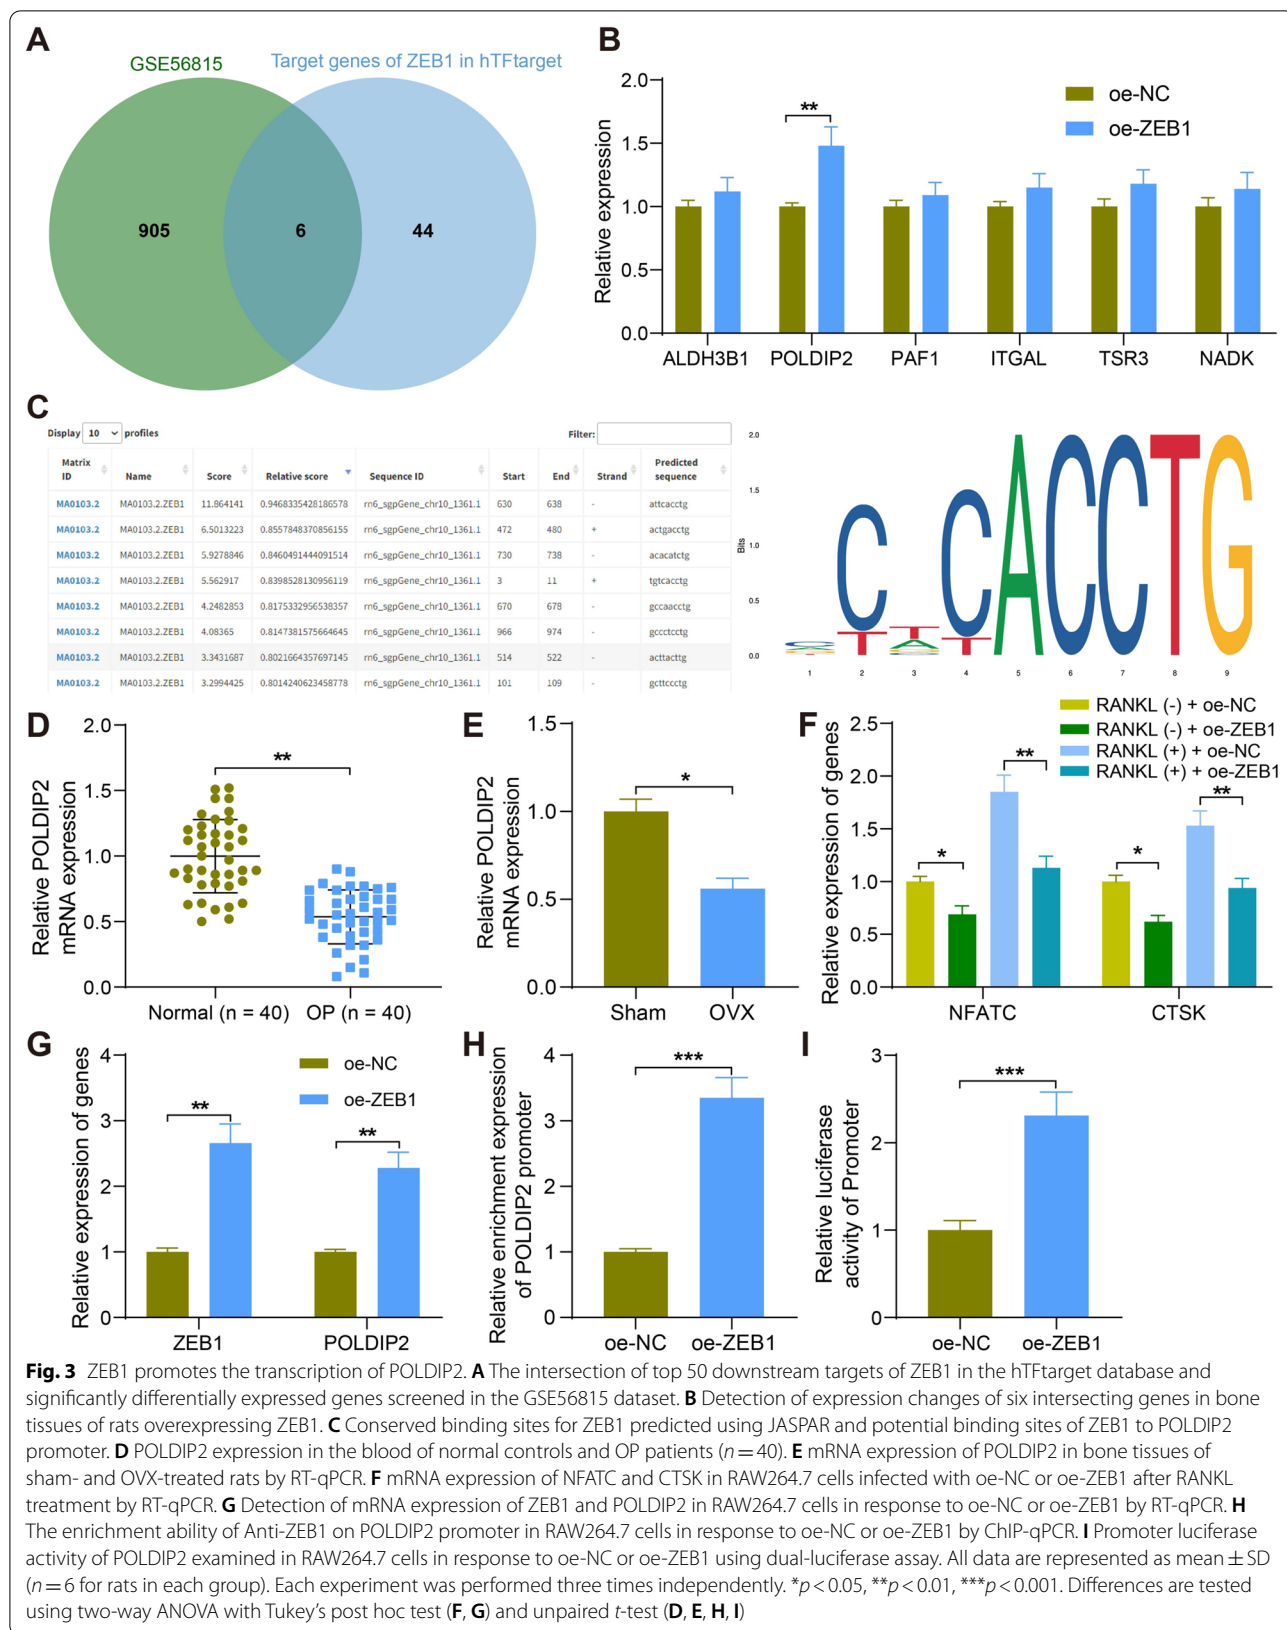 A
GSE56815
Target genes of ZEB1 in hTFtarget
905
6
44
B
Relative expression
2.0
1.5
1.0
0.5
0.0
**
oe-NC
oe-ZEB1
ALDH3B1 POLDIP2 PAF1 ITGAL TSR3 NADK
C
Display 10 profiles
Filter:
Matrix ID Name Score Relative score Sequence ID Start End Strand Predicted sequence
MA0103.2 MA0103.2.ZEB1 11.864141 0.9468335428186578 rn6_sgpGene_chr10_1361.1 630 638 - attcacctg
MA0103.2 MA0103.2.ZEB1 6.5013223 0.8557848370856155 rn6_sgpGene_chr10_1361.1 472 480 + actgacctg
MA0103.2 MA0103.2.ZEB1 5.9278846 0.8460491444091514 rn6_sgpGene_chr10_1361.1 730 738 - acacatctg
MA0103.2 MA0103.2.ZEB1 5.562917 0.8398528130956119 rn6_sgpGene_chr10_1361.1 3 11 + tgtcacctg
MA0103.2 MA0103.2.ZEB1 4.2482853 0.8175332956538357 rn6_sgpGene_chr10_1361.1 670 678 - gccaacctg
MA0103.2 MA0103.2.ZEB1 4.08365 0.8147381575664645 rn6_sgpGene_chr10_1361.1 966 974 - gccctcctg
MA0103.2 MA0103.2.ZEB1 3.3431687 0.8021664357697145 rn6_sgpGene_chr10_1361.1 514 522 - acttacttg
MA0103.2 MA0103.2.ZEB1 3.2994425 0.8014240623458778 rn6_sgpGene_chr10_1361.1 101 109 - gcttccctg
Bits
2.0
1.5
1.0
0.5
0.0
C C A C C T G
T A T
1 2 3 4 5 6 7 8 9
D
Relative POLDIP2
mRNA expression
2.0
1.5
1.0
0.5
0.0
**
Normal (n = 40) OP (n = 40)
E
Relative POLDIP2
mRNA expression
1.5
1.0
0.5
0.0
*
Sham OVX
F
Relative expression of genes
2.5
2.0
1.5
1.0
0.5
0.0
RANKL (-) + oe-NC
RANKL (-) + oe-ZEB1
RANKL (+) + oe-NC
RANKL (+) + oe-ZEB1
* ** * **
NFATC CTSK
G
Relative expression of genes
4
3
2
1
0
oe-NC
oe-ZEB1
** **
ZEB1 POLDIP2
H
Relative enrichment expression
of POLDIP2 promoter
4
3
2
1
0
***
oe-NC oe-ZEB1
I
Relative luciferase
activity of Promoter
3
2
1
0
***
oe-NC oe-ZEB1
Fig. 3 ZEB1 promotes the transcription of POLDIP2. A The intersection of top 50 downstream targets of ZEB1 in the hTFtarget database and
significantly differentially expressed genes screened in the GSE56815 dataset. B Detection of expression changes of six intersecting genes in bone
tissues of rats overexpressing ZEB1. C Conserved binding sites for ZEB1 predicted using JASPAR and potential binding sites of ZEB1 to POLDIP2
promoter. D POLDIP2 expression in the blood of normal controls and OP patients (n = 40). E mRNA expression of POLDIP2 in bone tissues of
sham- and OVX-treated rats by RT-qPCR. F mRNA expression of NFATC and CTSK in RAW264.7 cells infected with oe-NC or oe-ZEB1 after RANKL
treatment by RT-qPCR. G Detection of mRNA expression of ZEB1 and POLDIP2 in RAW264.7 cells in response to oe-NC or oe-ZEB1 by RT-qPCR. H
The enrichment ability of Anti-ZEB1 on POLDIP2 promoter in RAW264.7 cells in response to oe-NC or oe-ZEB1 by ChIP-qPCR. I Promoter luciferase
activity of POLDIP2 examined in RAW264.7 cells in response to oe-NC or oe-ZEB1 using dual-luciferase assay. All data are represented as mean ± SD
(n = 6 for rats in each group). Each experiment was performed three times independently. *p < 0.05, **p < 0.01, ***p < 0.001. Differences are tested
using two-way ANOVA with Tukey's post hoc test (F, G) and unpaired t-test (D, E, H, I)